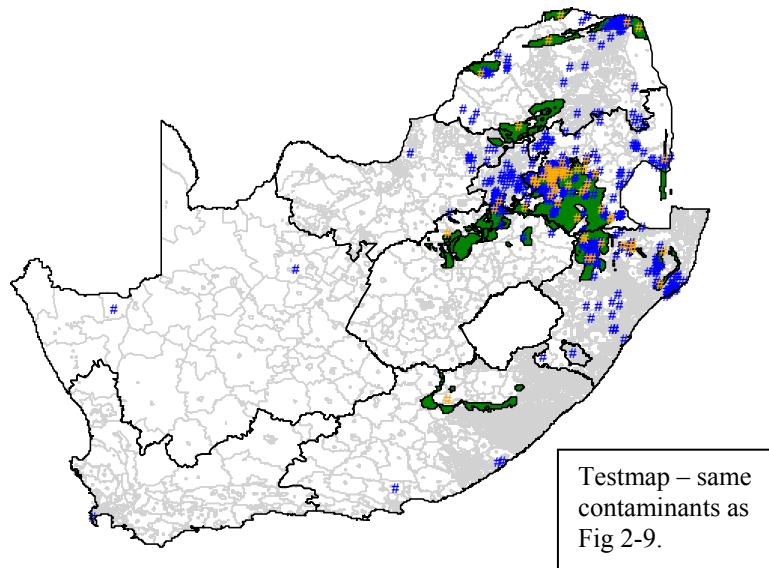 Testmap – same
contaminants as
Fig 2-9.